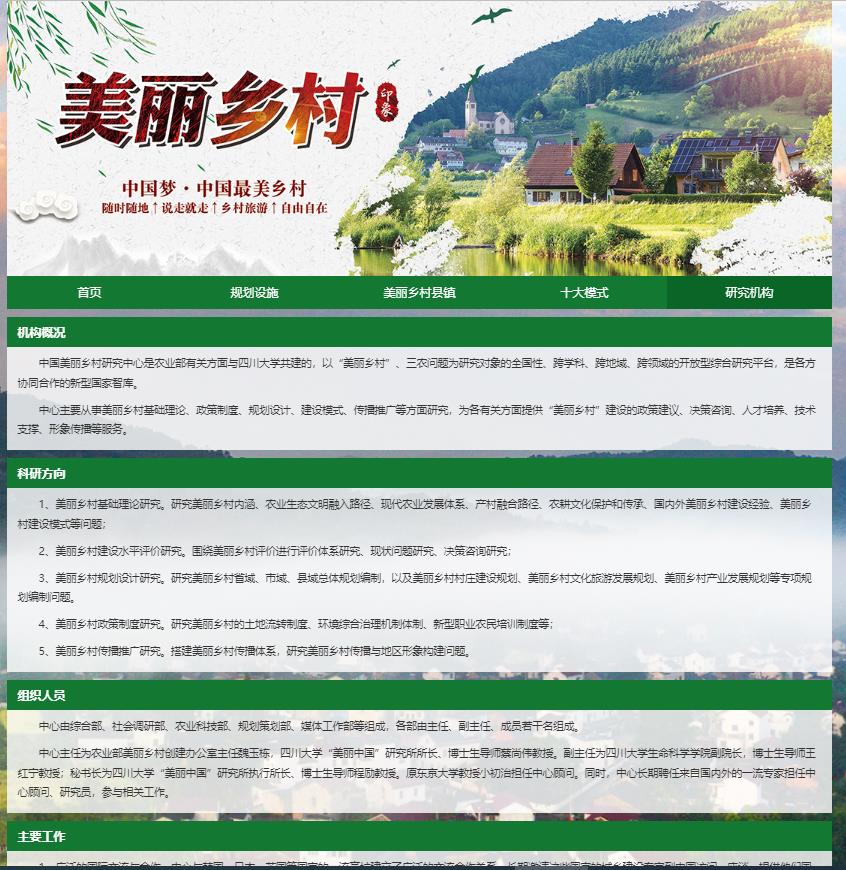 美丽乡村
印象
中国梦·中国最美乡村
随时随地↑说走就走↑乡村旅游↑自由自在
首页 规划设施 美丽乡村县镇 十大模式 研究机构
机构概况
中国美丽乡村研究中心是农业部有关方面与四川大学共建的，以“美丽乡村”、三农问题为研究对象的全国性、跨学科、跨地域、跨领域的开放型综合研究平台，是各方
协同合作的新型国家智库。
中心主要从事美丽乡村基础理论、政策制度、规划设计、建设模式、传播推广等方面研究，为各有关方面提供“美丽乡村”建设的政策建议、决策咨询、人才培养、技术
支撑、形象传播等服务。
科研方向
1、美丽乡村基础理论研究。研究美丽乡村内涵、农业生态文明融入路径、现代农业发展体系、产村融合路径、农耕文化保护和传承、国内外美丽乡村建设经验、美丽乡
村建设模式等问题；
2、美丽乡村建设水平评价研究。围绕美丽乡村评价进行评价体系研究、现状问题研究、决策咨询研究；
3、美丽乡村规划设计研究。研究美丽乡村省域、市域、县域总体规划编制，以及美丽乡村村庄建设规划、美丽乡村文化旅游发展规划、美丽乡村产业发展规划等专项规
划编制问题。
4、美丽乡村政策制度研究。研究美丽乡村的土地流转制度、环境综合治理机制体制、新型职业农民培训制度等；
5、美丽乡村传播推广研究。搭建美丽乡村传播体系，研究美丽乡村传播与地区形象构建问题。
组织人员
中心由综合部、社会调研部、农业科技部、规划策划部、媒体工作部等组成，各部由主任、副主任、成员若干名组成。
中心主任为农业部美丽乡村创建办公室主任魏玉栋，四川大学“美丽中国”研究所所长、博士生导师蔡尚伟教授。副主任为四川大学生命科学学院副院长，博士生导师王
红宁教授；秘书长为四川大学“美丽中国”研究所执行所长、博士生导师程励教授。原东京大学教授小初治担任中心顾问。同时，中心长期聘任来自国内外的一流专家担任中
心顾问、研究员，参与相关工作。
主要工作